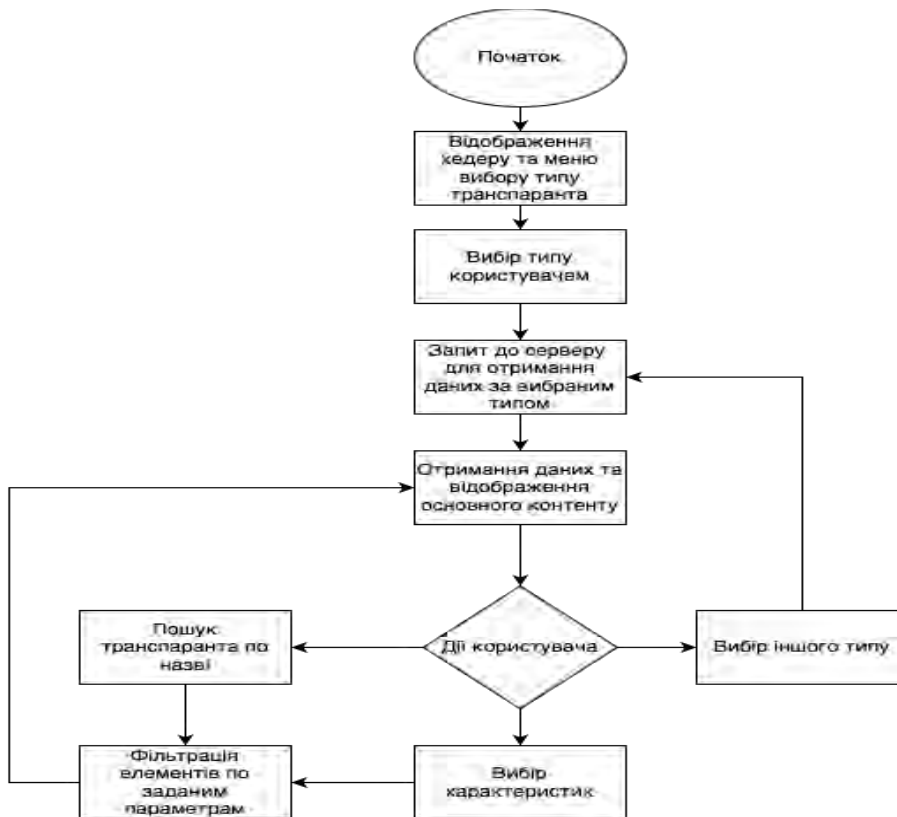 Початок
Відображення
хедеру та меню
вибору типу
транспаранта
Вибір типу
користувачем
Запит до серверу
для отримання
даних за вибраним
типом
Отримання даних та
відображення
основного контенту
Пошук
транспаранта по
назві
Дії користувача
Вибір іншого типу
Фільтрація
елементів по
заданим
параметрам
Вибір
характеристик